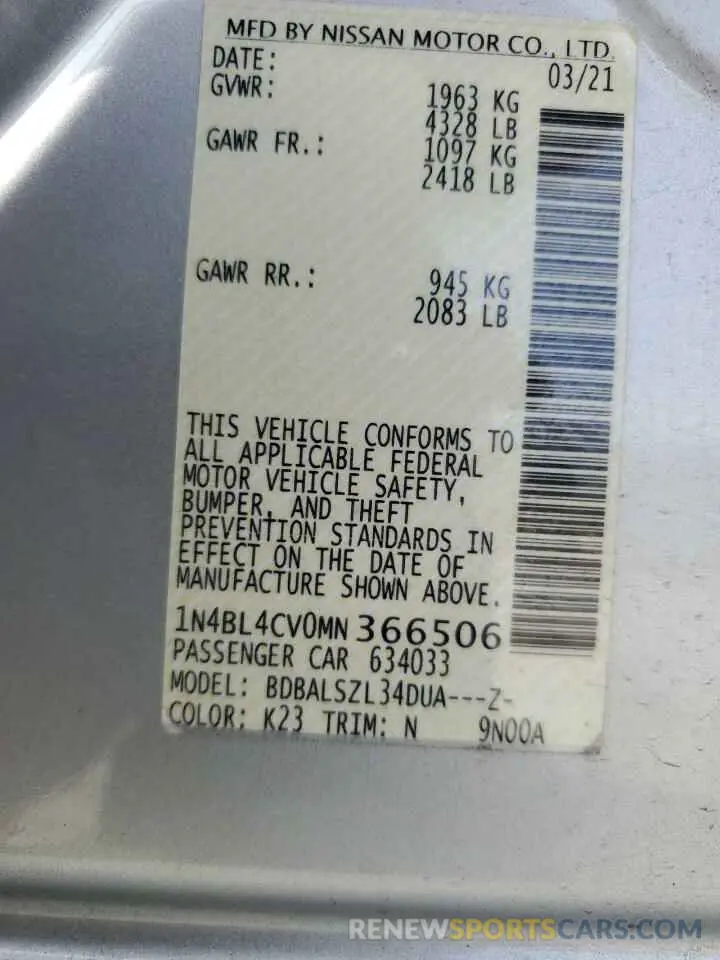 MFD BY NISSAN MOTOR CO., LTD.
DATE: 03/21
GVWR: 1963 KG
4328 LB
GAWR FR.: 1097 KG
2418 LB
GAWR RR.: 945 KG
2083 LB
THIS VEHICLE CONFORMS TO
ALL APPLICABLE FEDERAL
MOTOR VEHICLE SAFETY,
BUMPER, AND THEFT
PREVENTION STANDARDS IN
EFFECT ON THE DATE OF
MANUFACTURE SHOWN ABOVE.
1N4BL4CV0MN366506
PASSENGER CAR 634033
MODEL: BDBALSZL34DUA---Z-
COLOR: K23 TRIM: N 9N00A
RENEWSPORTSCARS.COM